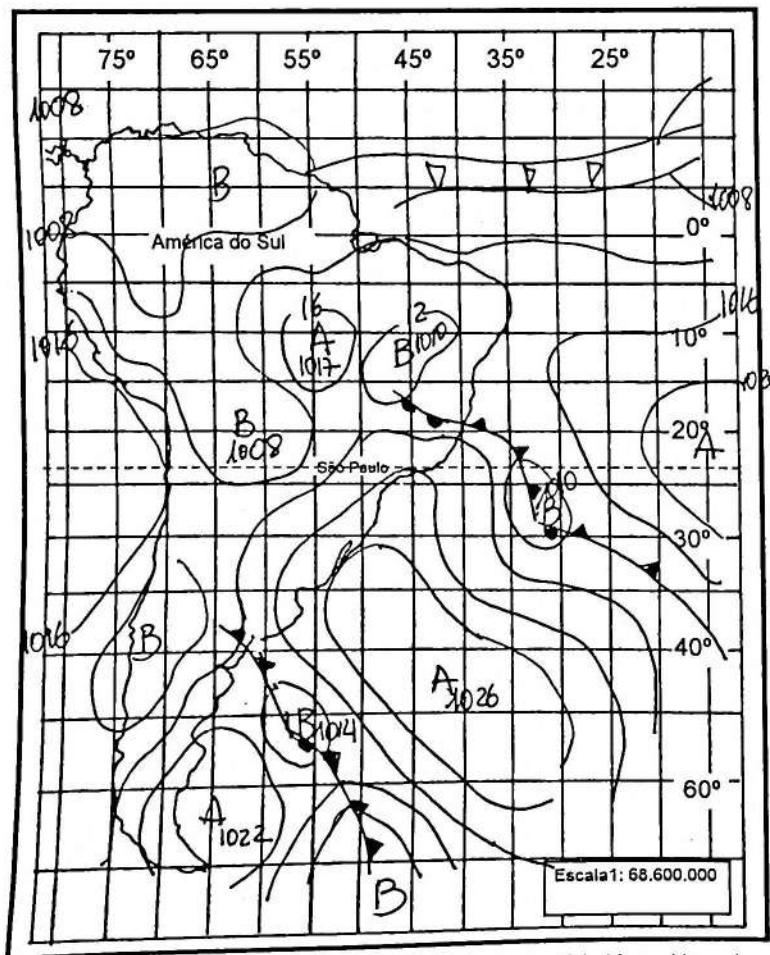 75º 65º 55º 45º 35º 25º
1008
B
1008
1008
0º
América do Sul
16
A
1017
2
B 1010
1016
10º
1016
B
1008
20º
A
São Paulo
1010
B
30º
1016
B
40º
A
1026
B
1014
A
1022
60º
B
Escala1: 68.600.000